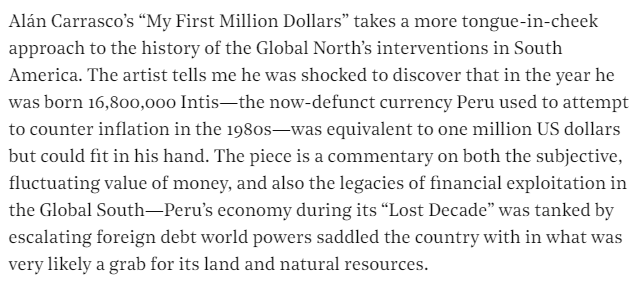 Alán Carrasco’s “My First Million Dollars” takes a more tongue-in-cheek
approach to the history of the Global North’s interventions in South
America. The artist tells me he was shocked to discover that in the year he
was born 16,800,000 Intis—the now-defunct currency Peru used to attempt
to counter inflation in the 1980s—was equivalent to one million US dollars
but could fit in his hand. The piece is a commentary on both the subjective,
fluctuating value of money, and also the legacies of financial exploitation in
the Global South—Peru’s economy during its “Lost Decade” was tanked by
escalating foreign debt world powers saddled the country with in what was
very likely a grab for its land and natural resources.